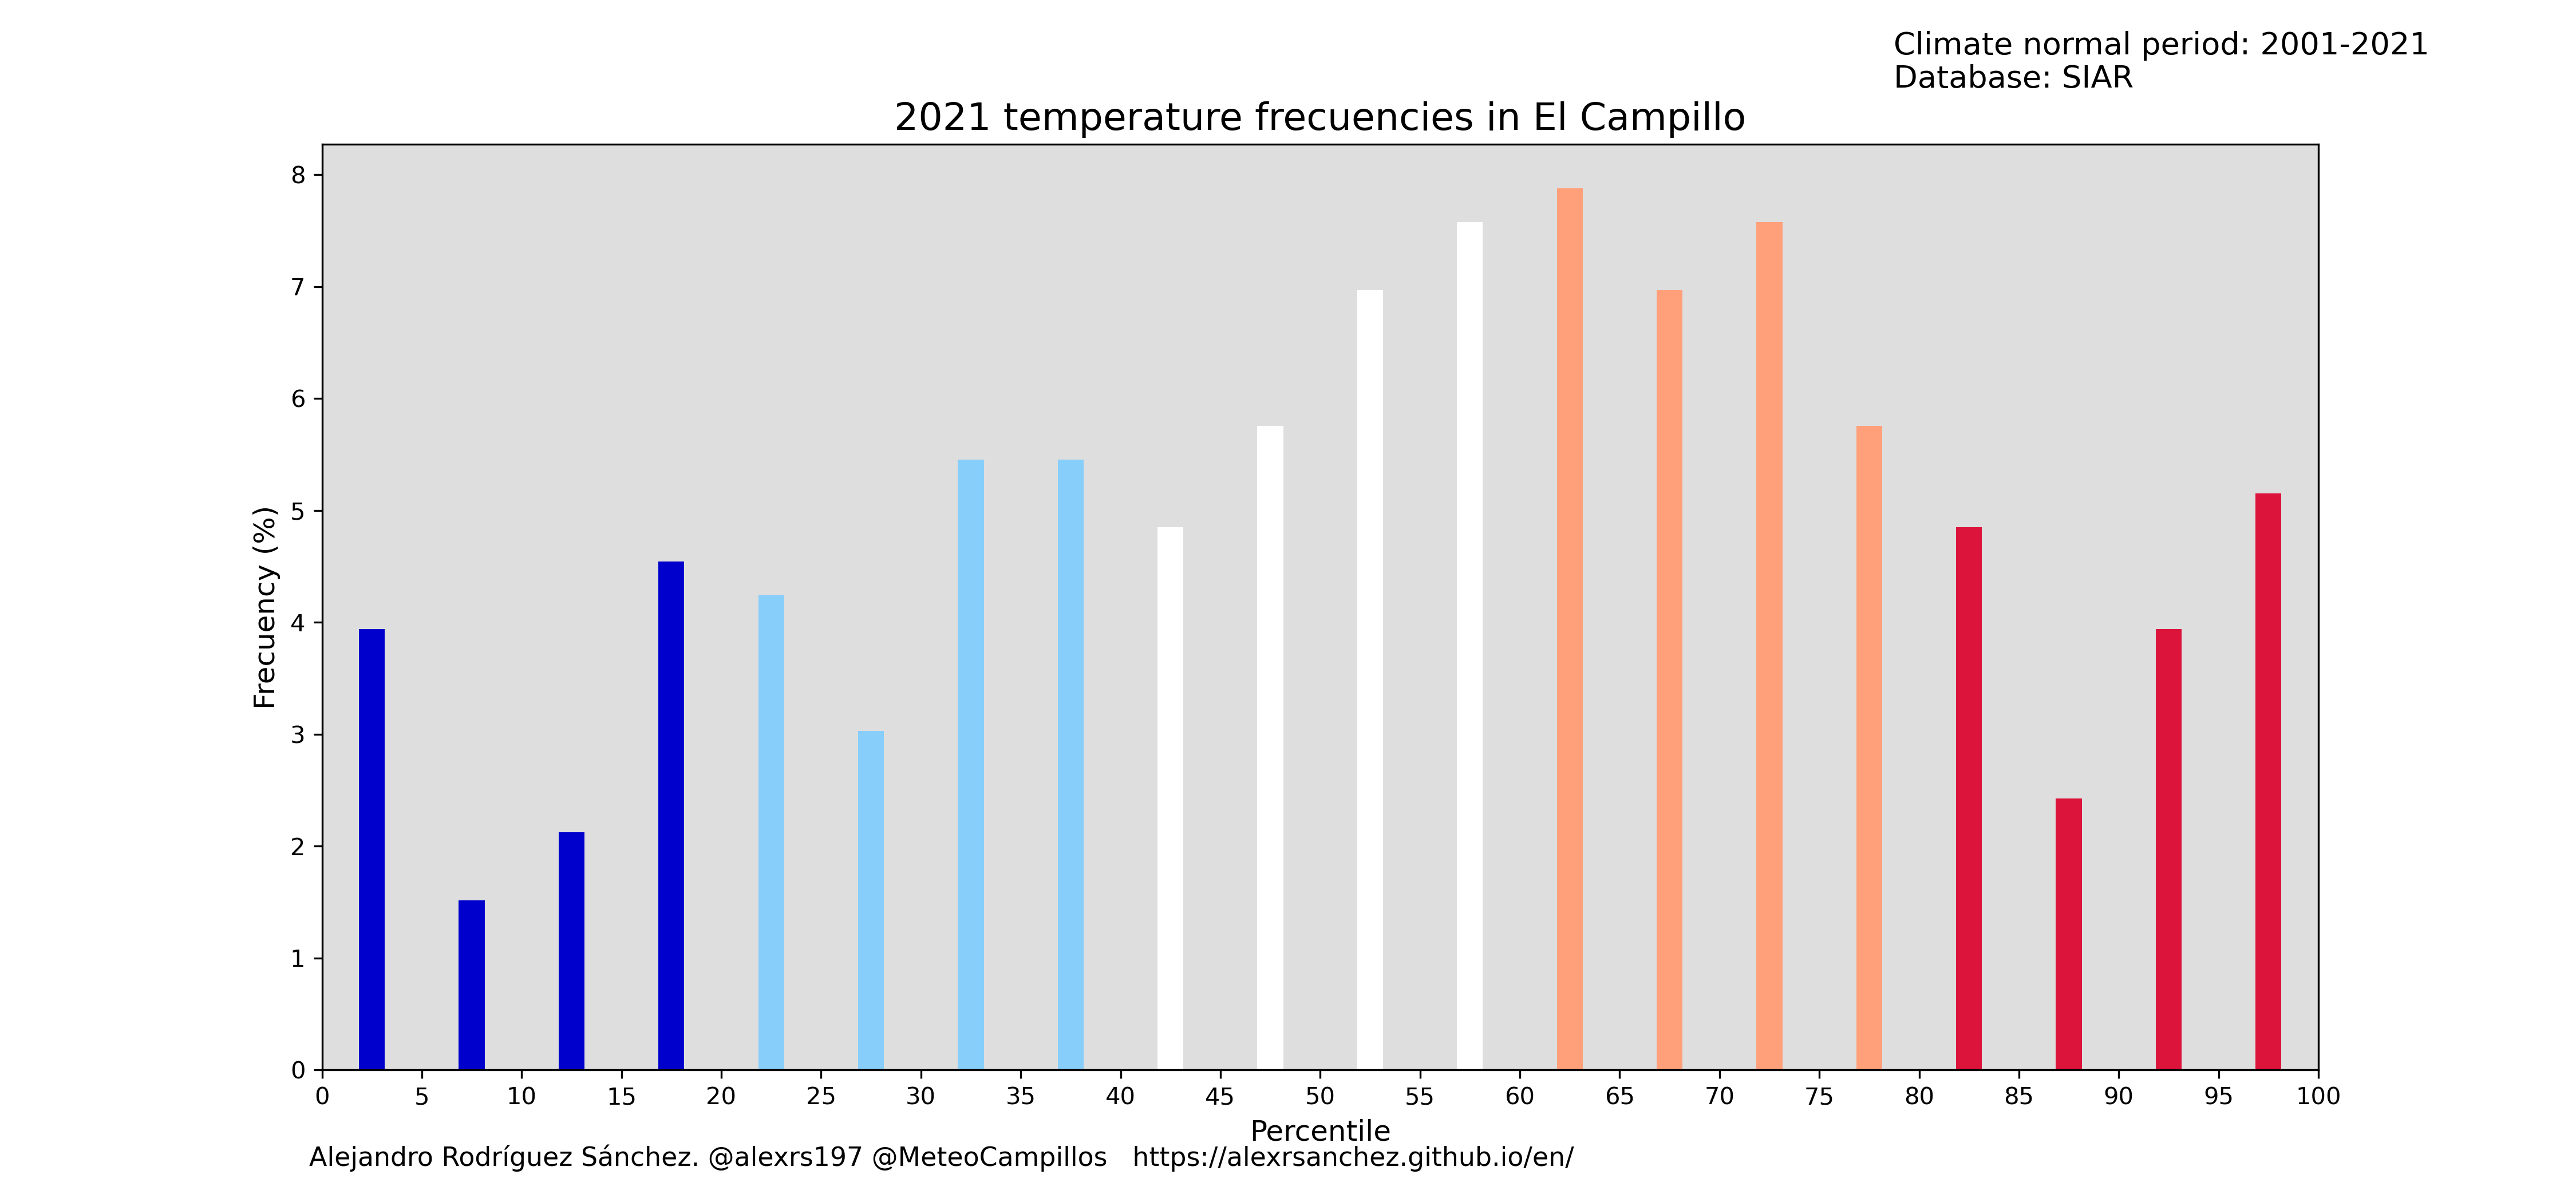 Climate normal period: 2001-2021
Database: SIAR
2021 temperature frecuencies in El Campillo
8
7
6
5
4
3
2
1
0
Frecuency (%)
0 5 10 15 20 25 30 35 40 45 50 55 60 65 70 75 80 85 90 95 100
Percentile
Alejandro Rodríguez Sánchez. @alexrs197 @MeteoCampillos https://alexrsanchez.github.io/en/